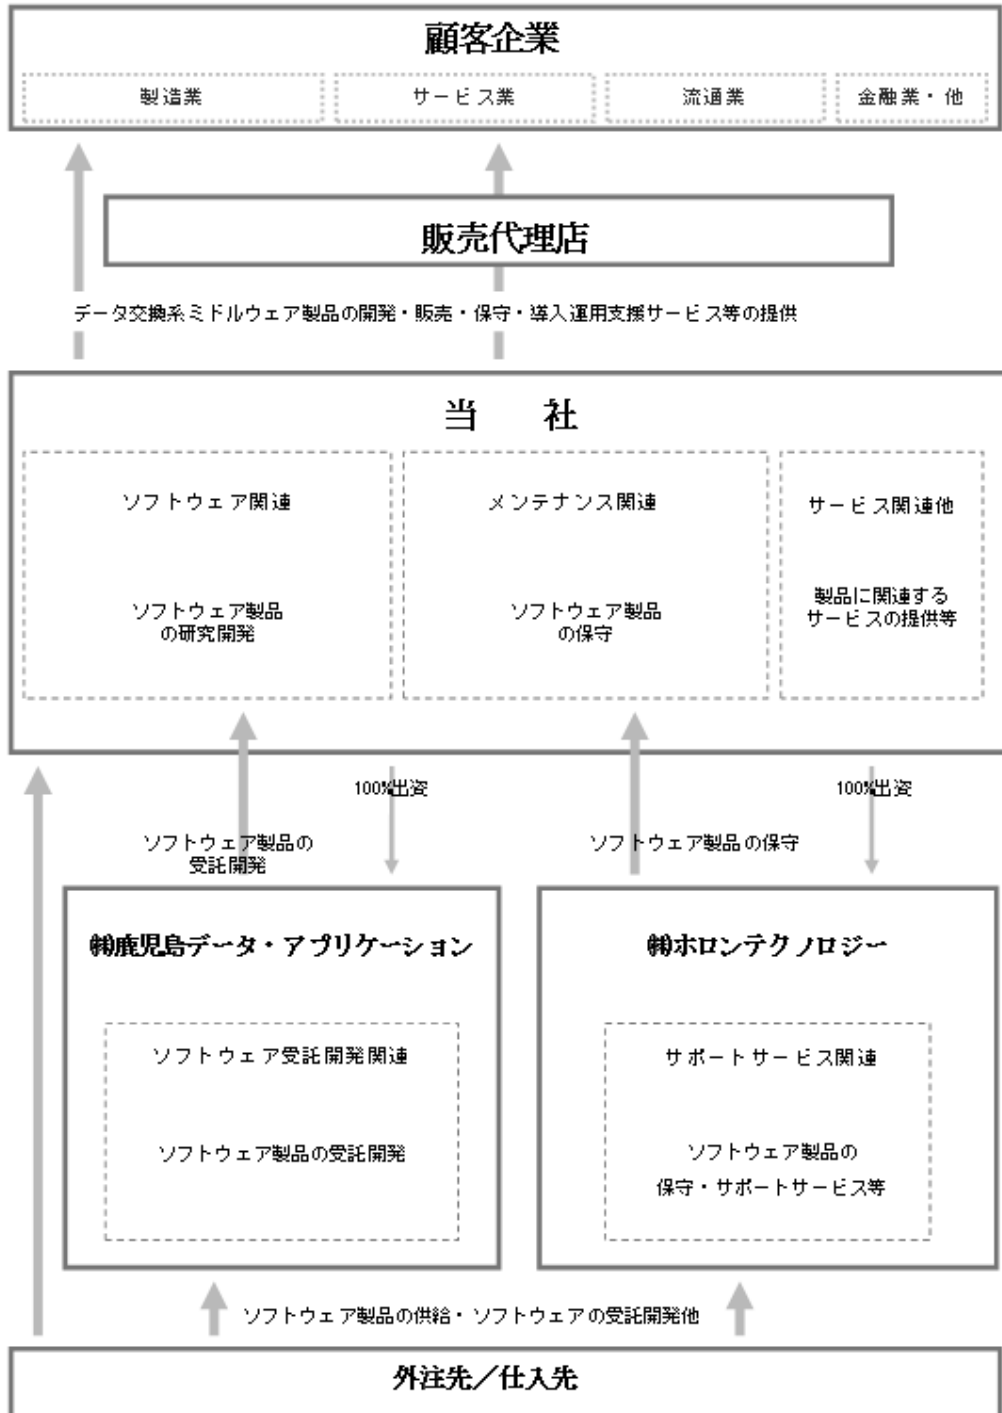 顧客企業
製造業
サービス業
流通業
金融業・他
販売代理店
データ交換系ミドルウェア製品の開発・販売・保守・導入運用支援サービス等の提供
当 社
ソフトウェア関連
メンテナンス関連
サービス関連他
ソフトウェア製品
の研究開発
ソフトウェア製品
の保守
製品に関連する
サービスの提供等
100%出資
100%出資
ソフトウェア製品の
受託開発
ソフトウェア製品の保守
㈱鹿児島データ・アプリケーション
㈱ホロンテクノロジー
ソフトウェア受託開発関連
サポートサービス関連
ソフトウェア製品の受託開発
ソフトウェア製品の
保守・サポートサービス等
ソフトウェア製品の供給・ソフトウェアの受託開発他
外注先／仕入先